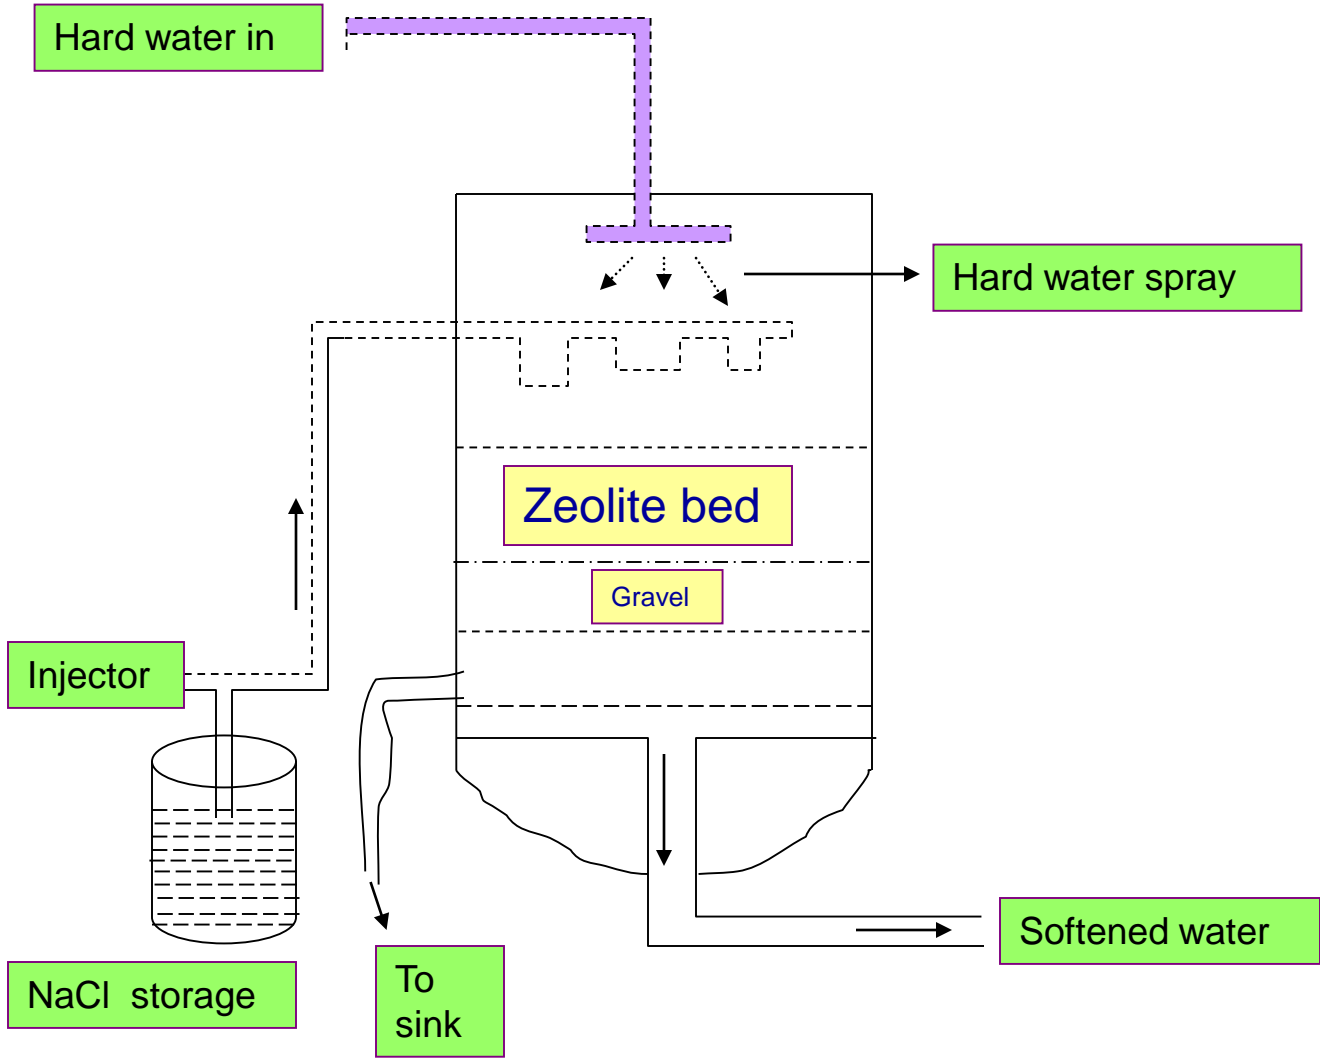 Hard water in
Hard water spray
Zeolite bed
Gravel
Injector
Softened water
NaCl  storage
To
sink